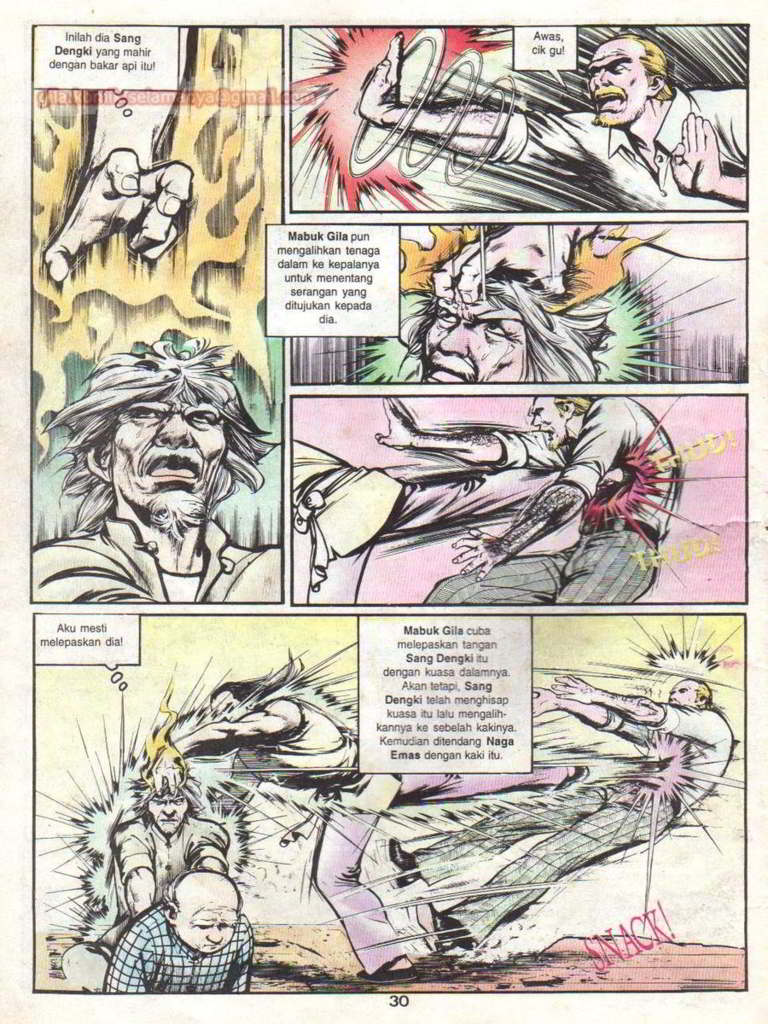 Inilah dia Sang
Dengki yang mahir
dengan bakar api itu!
Awas,
cik gu!
Mabuk Gila pun
mengalihkan tenaga
dalam ke kepalanya
untuk menentang
serangan yang
ditujukan kepada
dia.
THUD!
THUD!
Aku mesti
melepaskan dia!
Mabuk Gila cuba
melepaskan tangan
Sang Dengki itu
dengan kuasa dalamnya.
Akan tetapi, Sang
Dengki telah menghisap
kuasa itu lalu mengalih-
kannya ke sebelah kakinya.
Kemudian ditendang Naga
Emas dengan kaki itu.
SNACK!
30